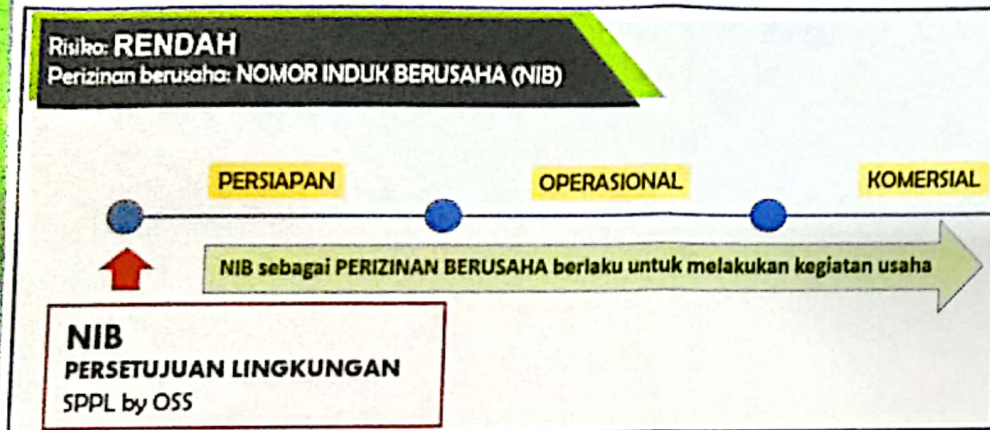 Risiko: RENDAH
Perizinan berusaha: NOMOR INDUK BERUSAHA (NIB)
PERSIAPAN OPERASIONAL KOMERSIAL
NIB sebagai PERIZINAN BERUSAHA berlaku untuk melakukan kegiatan usaha
NIB
PERSETUJUAN LINGKUNGAN
SPPL by OSS